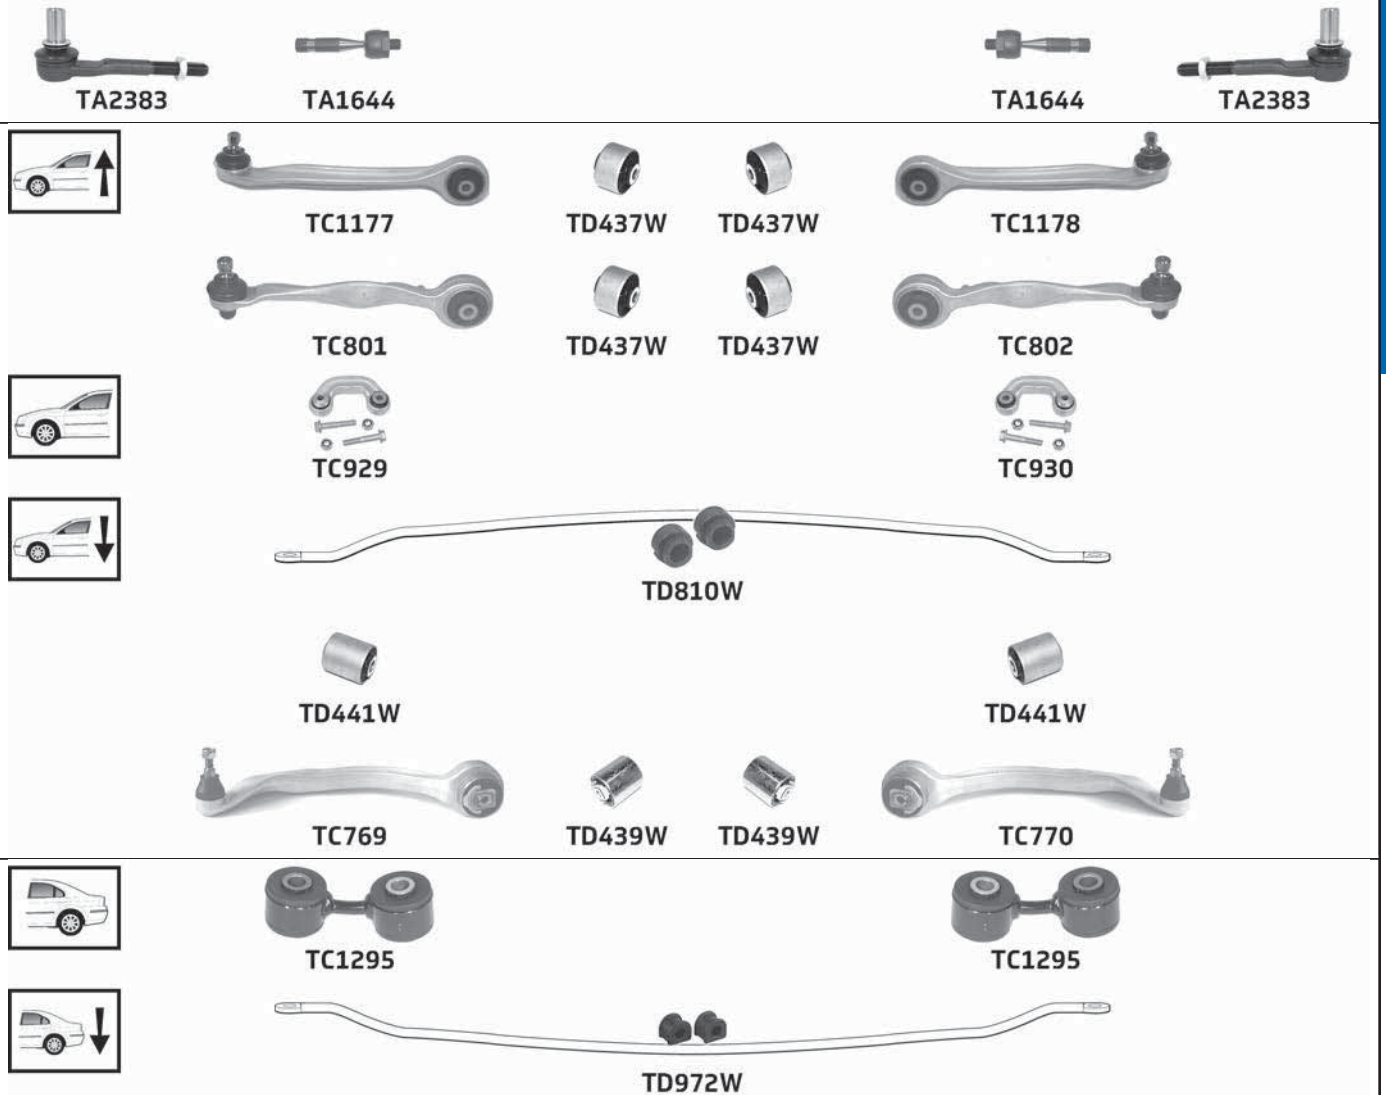 TA2383 TA1644 TA1644 TA2383
TC1177 TD437W TD437W TC1178
TC801 TD437W TD437W TC802
TC929 TC930
TD810W
TD441W TD441W
TC769 TD439W TD439W TC770
TC1295 TC1295
TD972W